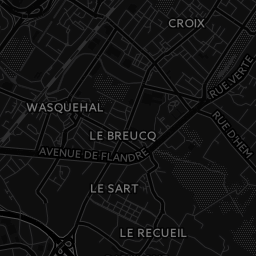 CROIX
RUE VERTE
WASQUEHAL
RUE D'HEM
LE BREUCQ
AVENUE DE FLANDRE
LE SART
LE RECUEIL